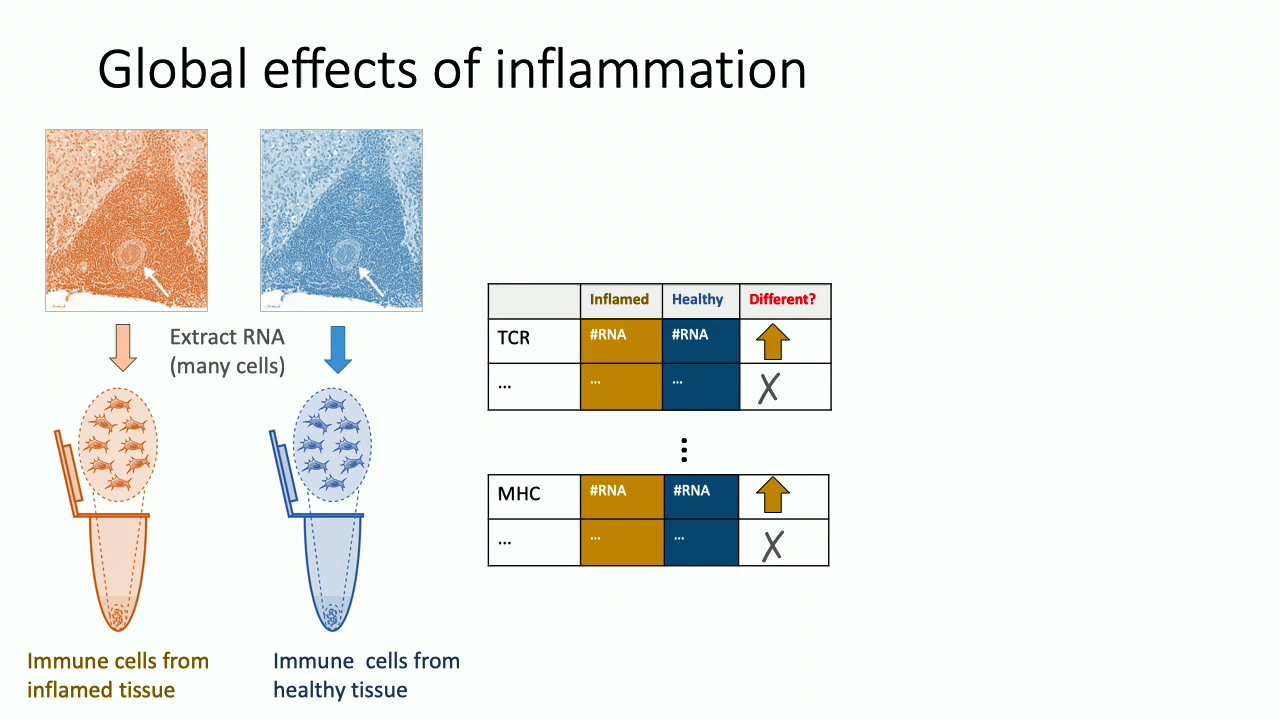 Global effects of inflammation
Extract RNA
(many cells)
Immune cells from
inflamed tissue
Immune cells from
healthy tissue
Inflamed Healthy Different?
TCR #RNA #RNA
... ... ...
⋮
MHC #RNA #RNA
... ... ...